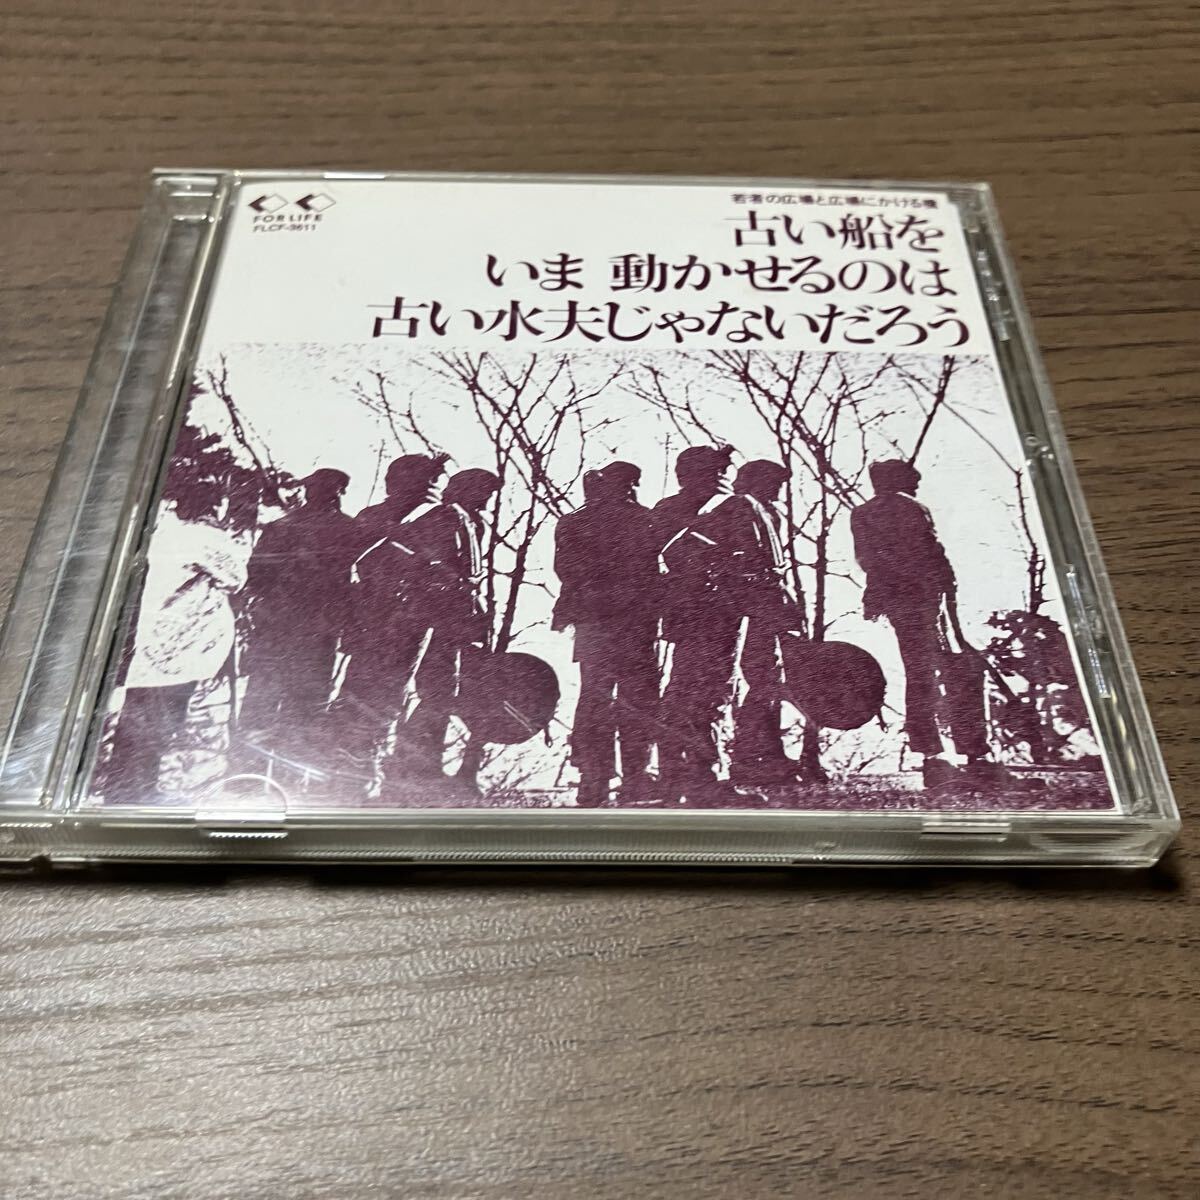 FOR LIFE
FLCF-3611
若者の広場と広場にかける橋
古い船を
いま 動かせるのは
古い水夫じゃないだろう